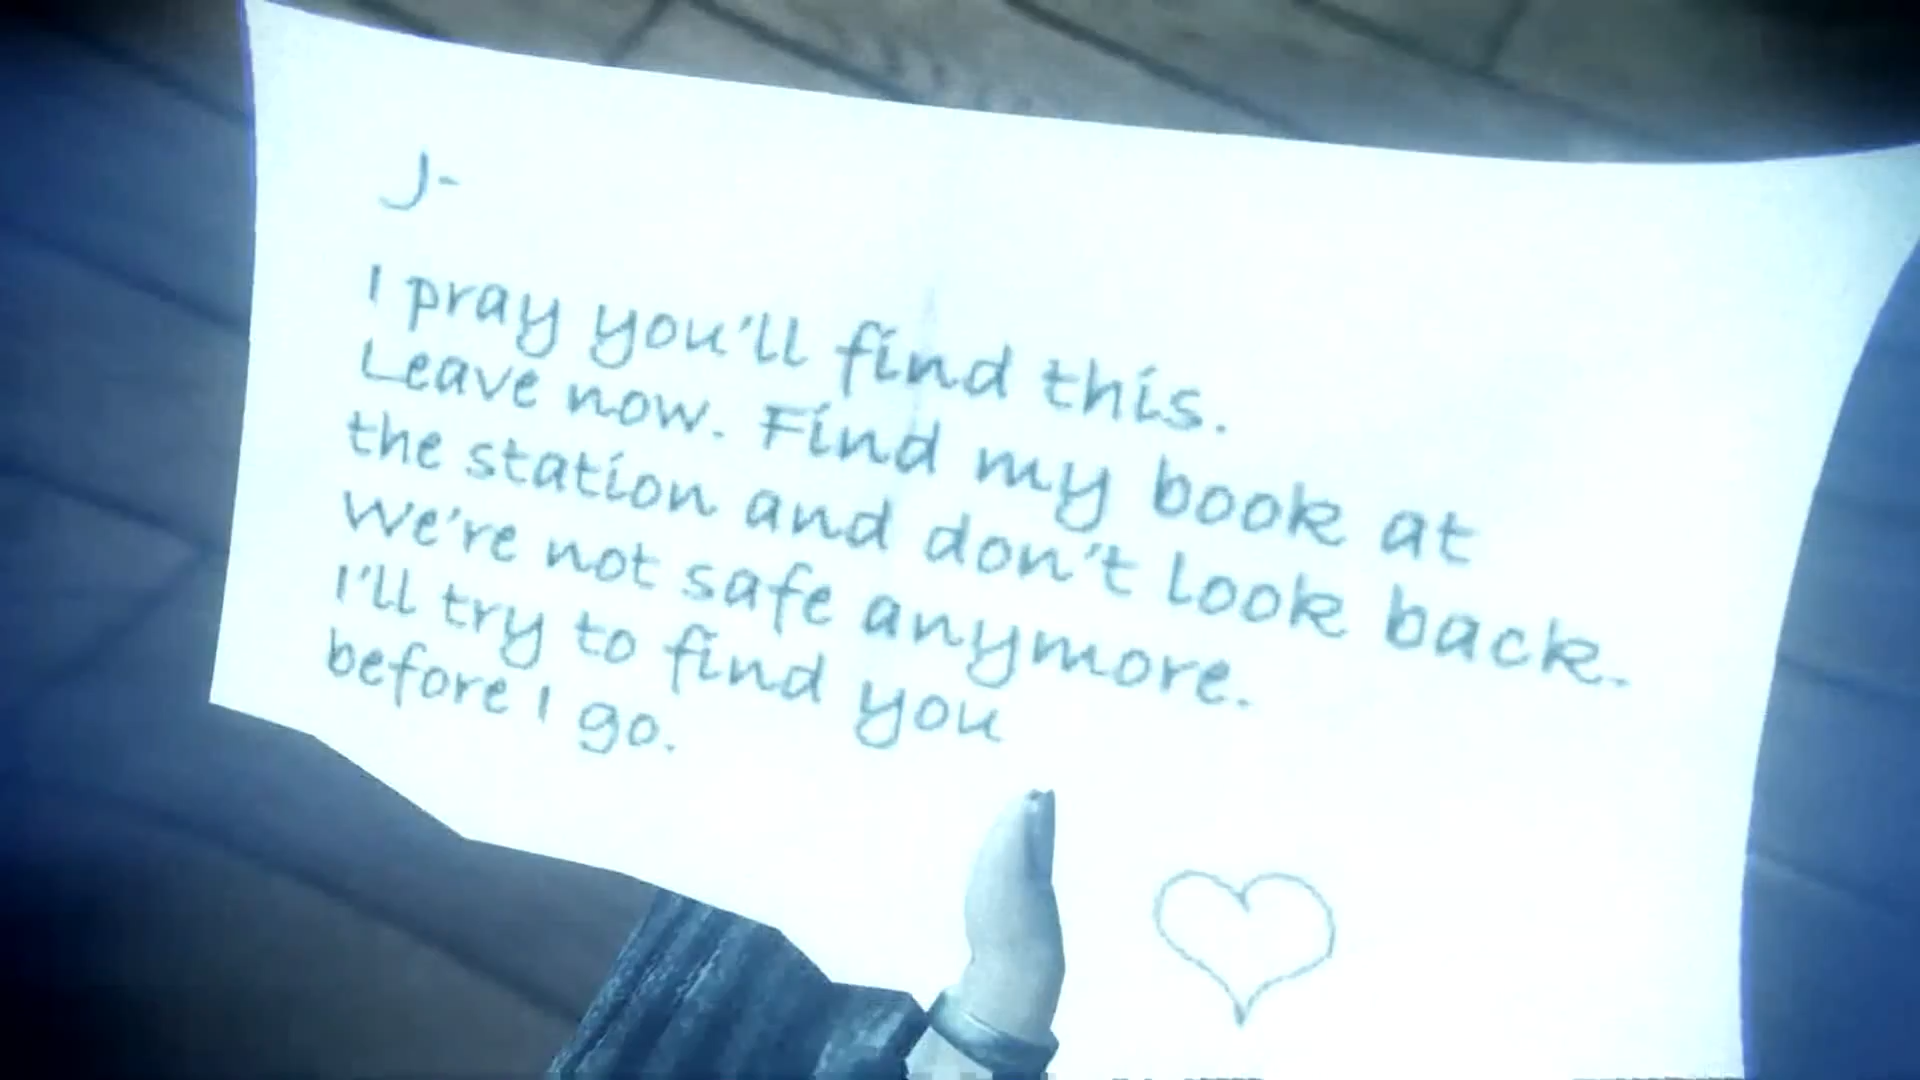 J-
I pray you'll find this.
Leave now. Find my book at
the station and don't look back.
We're not safe anymore.
I'll try to find you
before I go.